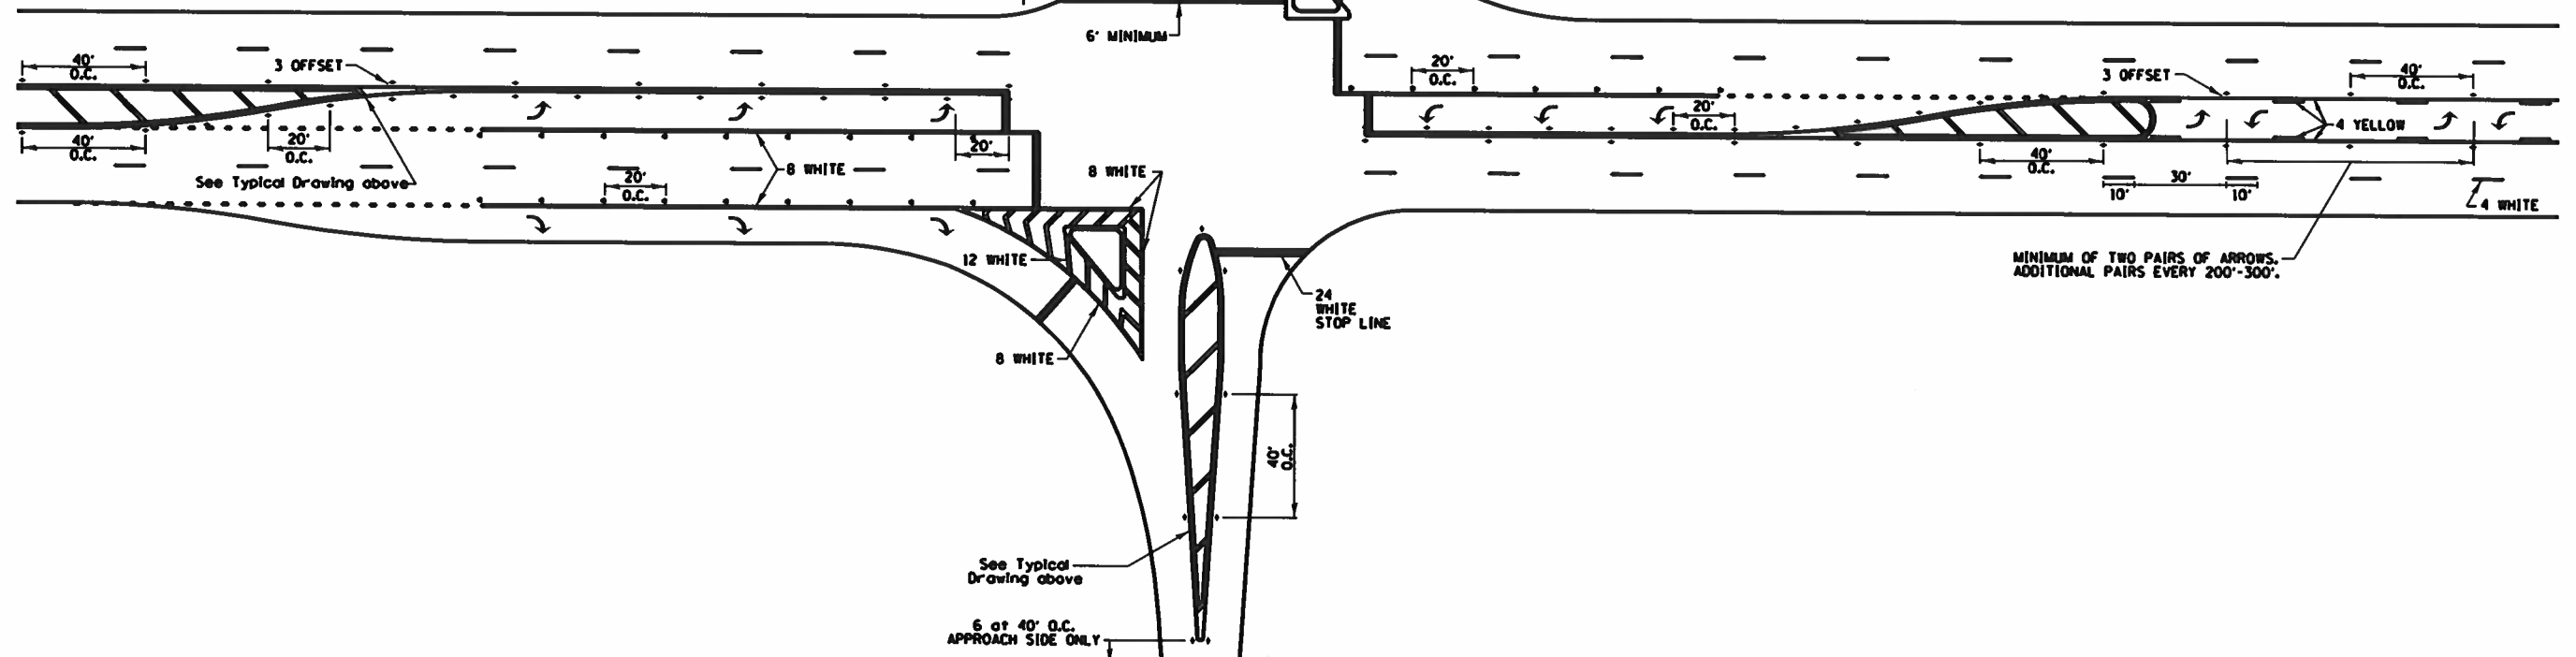 6' MINIMUM
40'
O.C.
3 OFFSET
20'
O.C.
3 OFFSET
40'
O.C.
40'
O.C.
20'
O.C.
See Typical Drawing above
20'
O.C.
8 WHITE
20'
8 WHITE
20'
O.C.
4 YELLOW
40'
O.C.
10'
30'
10'
4 WHITE
12 WHITE
8 WHITE
24
WHITE
STOP LINE
MINIMUM OF TWO PAIRS OF ARROWS.
ADDITIONAL PAIRS EVERY 200'-300'.
40'
O.C.
See Typical
Drawing above
6 at 40' O.C.
APPROACH SIDE ONLY